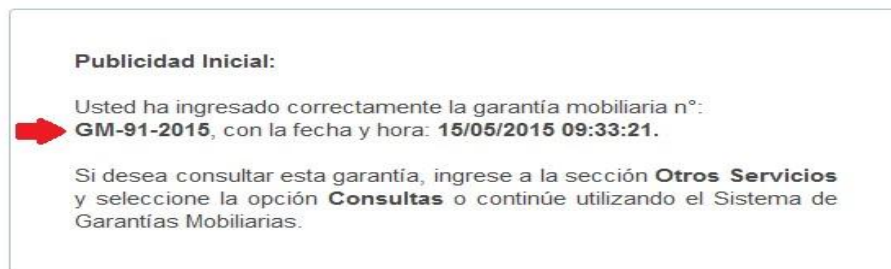 Publicidad Inicial:
Usted ha ingresado correctamente la garantía mobiliaria n°:
GM-91-2015, con la fecha y hora: 15/05/2015 09:33:21.
Si desea consultar esta garantía, ingrese a la sección Otros Servicios
y seleccione la opción Consultas o continúe utilizando el Sistema de
Garantías Mobiliarias.